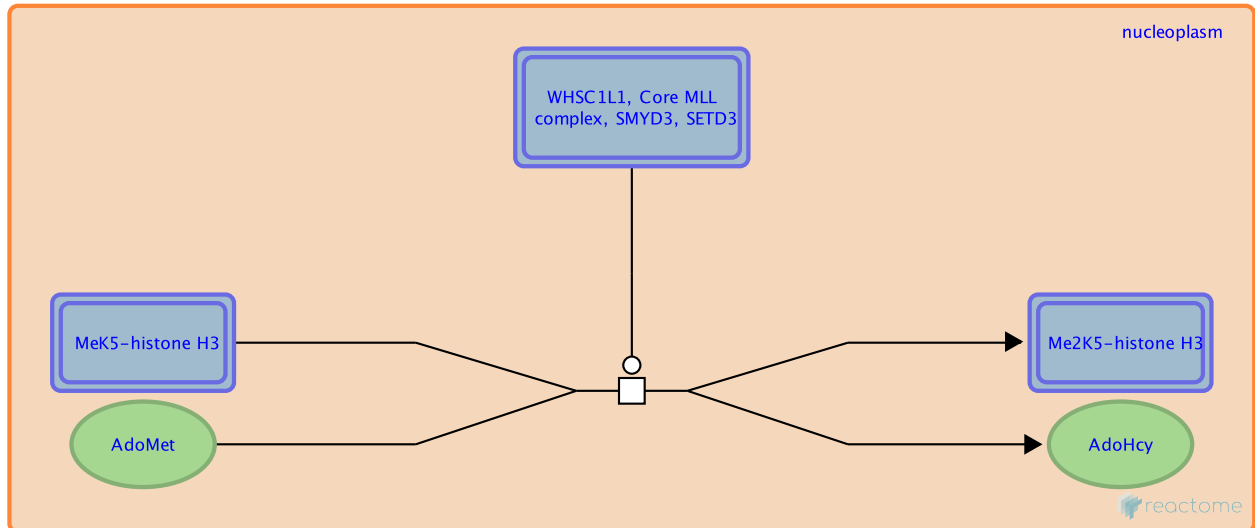 nucleoplasm
WHSC1L1, Core MLL
complex, SMYD3, SETD3
MeK5-histone H3
Me2K5-histone H3
AdoMet
AdoHcy
reactome